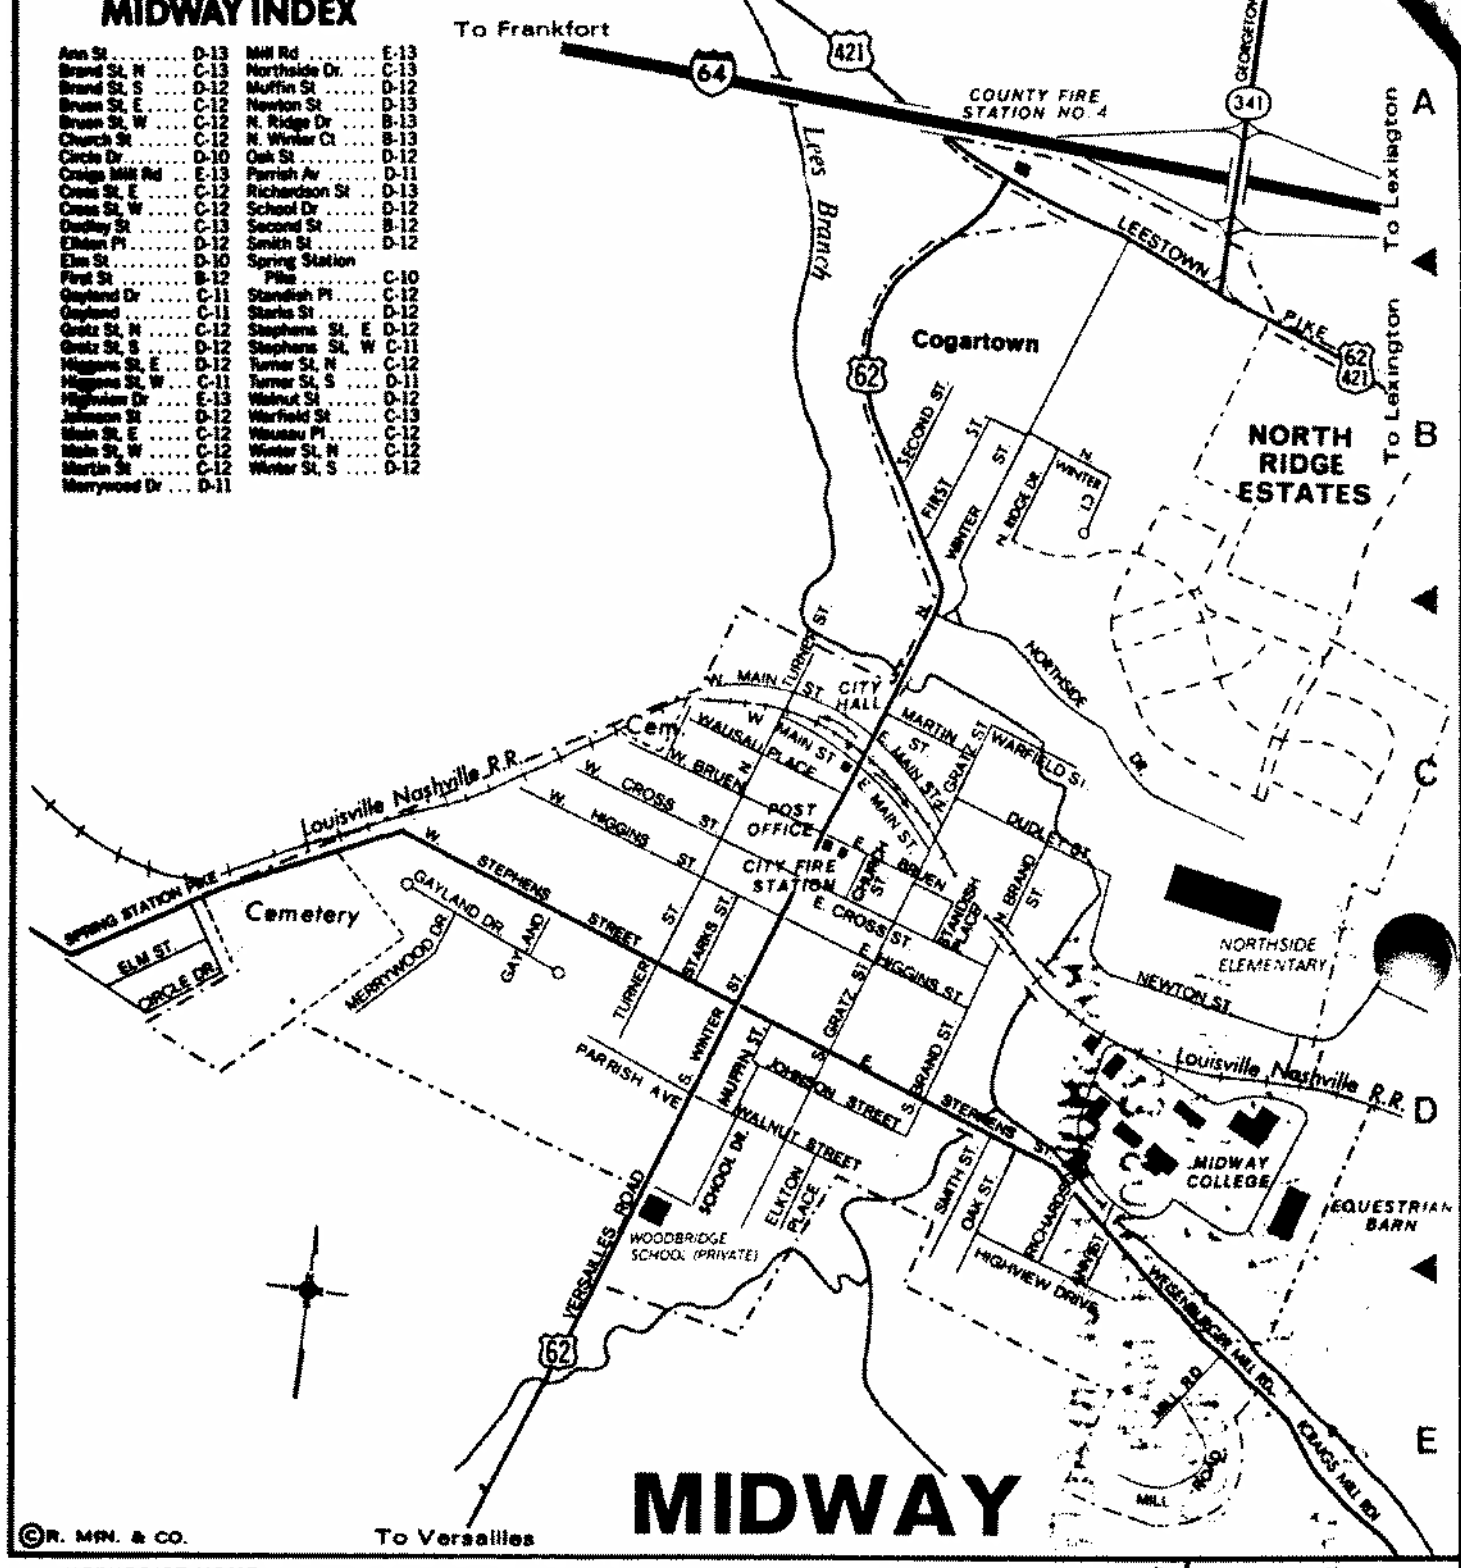 MIDWAY INDEX
Ann St ......... D-13
Brand St, N .... C-13
Brand St, S .... D-12
Bruen St, E .... C-12
Bruen St, W .... C-12
Church St ...... C-12
Circle Dr ...... D-10
Craigs Mill Rd .. E-13
Cross St, E .... C-12
Cross St, W .... C-12
Dudley St ...... C-13
Elkton Pl ...... D-12
Elm St ......... D-10
First St ....... B-12
Gayland Dr ..... C-11
Gayland ........ C-11
Gratz St, N .... C-12
Gratz St, S .... D-12
Higgens St, E .. D-12
Higgens St, W ... C-11
Highview Dr .... E-13
Johnson St ..... D-12
Main St, E ..... C-12
Main St, W ..... C-12
Martin St ...... C-12
Merrywood Dr ... D-11
Mill Rd ........ E-13
Northside Dr. .... C-13
Muffin St ...... D-12
Newton St ...... D-13
N. Ridge Dr .... B-13
N. Winter Ct .... B-13
Oak St ......... D-12
Parrish Av ..... D-11
Richardson St .. D-13
School Dr ...... D-12
Second St ...... B-12
Smith St ....... D-12
Spring Station
Pike ......... C-10
Standish Pl ..... C-12
Starks St ....... D-12
Stephens St, E D-12
Stephens St, W C-11
Turner St, N .... C-12
Turner St, S .... D-11
Walnut St ...... D-12
Warfield St .... C-13
Wausau Pl ...... C-12
Winter St, N .... C-12
Winter St, S .... D-12
To Frankfort
64
421
GEORGETON
341
COUNTY FIRE
STATION NO. 4
A
To Lexington
Lees Branch
LEESTOWN PIKE
62
421
To Lexington
62
Cogartown
B
SECOND ST.
FIRST ST
WINTER ST.
N. RIDGE DR.
N. WINTER CT.
NORTH
RIDGE
ESTATES
N.
NORTHSIDE DR.
TURNER ST.
W. MAIN ST.
CITY
HALL
Cem
WAUSAU PLACE
W MAIN ST
MARTIN ST.
E. MAIN ST.
GRATZ ST
N.
WARFIELD ST.
C
Louisville Nashville R.R.
W. BRUEN
N
W. CROSS ST.
POST
OFFICE
E MAIN ST.
DUDLEY ST.
W. HIGGINS ST.
CITY FIRE
STATION
CHURCH ST.
E. BRUEN
STANDISH PLACE
N. BRAND ST.
W. STEPHENS STREET
SPRING STATION PIKE
Cemetery
GAYLAND DR.
GAYLAND
MERRYWOOD DR.
ELM ST.
CIRCLE DR.
TURNER ST.
STARKS ST.
E. CROSS ST.
E HIGGINS ST.
NORTHSIDE
ELEMENTARY
NEWTON ST.
S. WINTER ST.
S. GRATZ ST.
S. BRAND ST
PARRISH AVE
MUFFIN ST.
JOHNSON STREET
E. STEPHENS ST.
WALNUT STREET
Louisville Nashville R.R.
D
SCHOOL DR.
ELKTON
PLACE
SMITH ST.
OAK ST.
RICHARDS
ANN ST
HIGHVIEW DRIVE
MIDWAY
COLLEGE
EQUESTRIAN
BARN
WOODBRIDGE
SCHOOL (PRIVATE)
VERSAILLES ROAD
62
WEISENBURGER MILL RD.
(CRAIGS MILL RD)
MILL RD
MILL ROAD
E
MIDWAY
To Versailles
© R. McN. & CO.